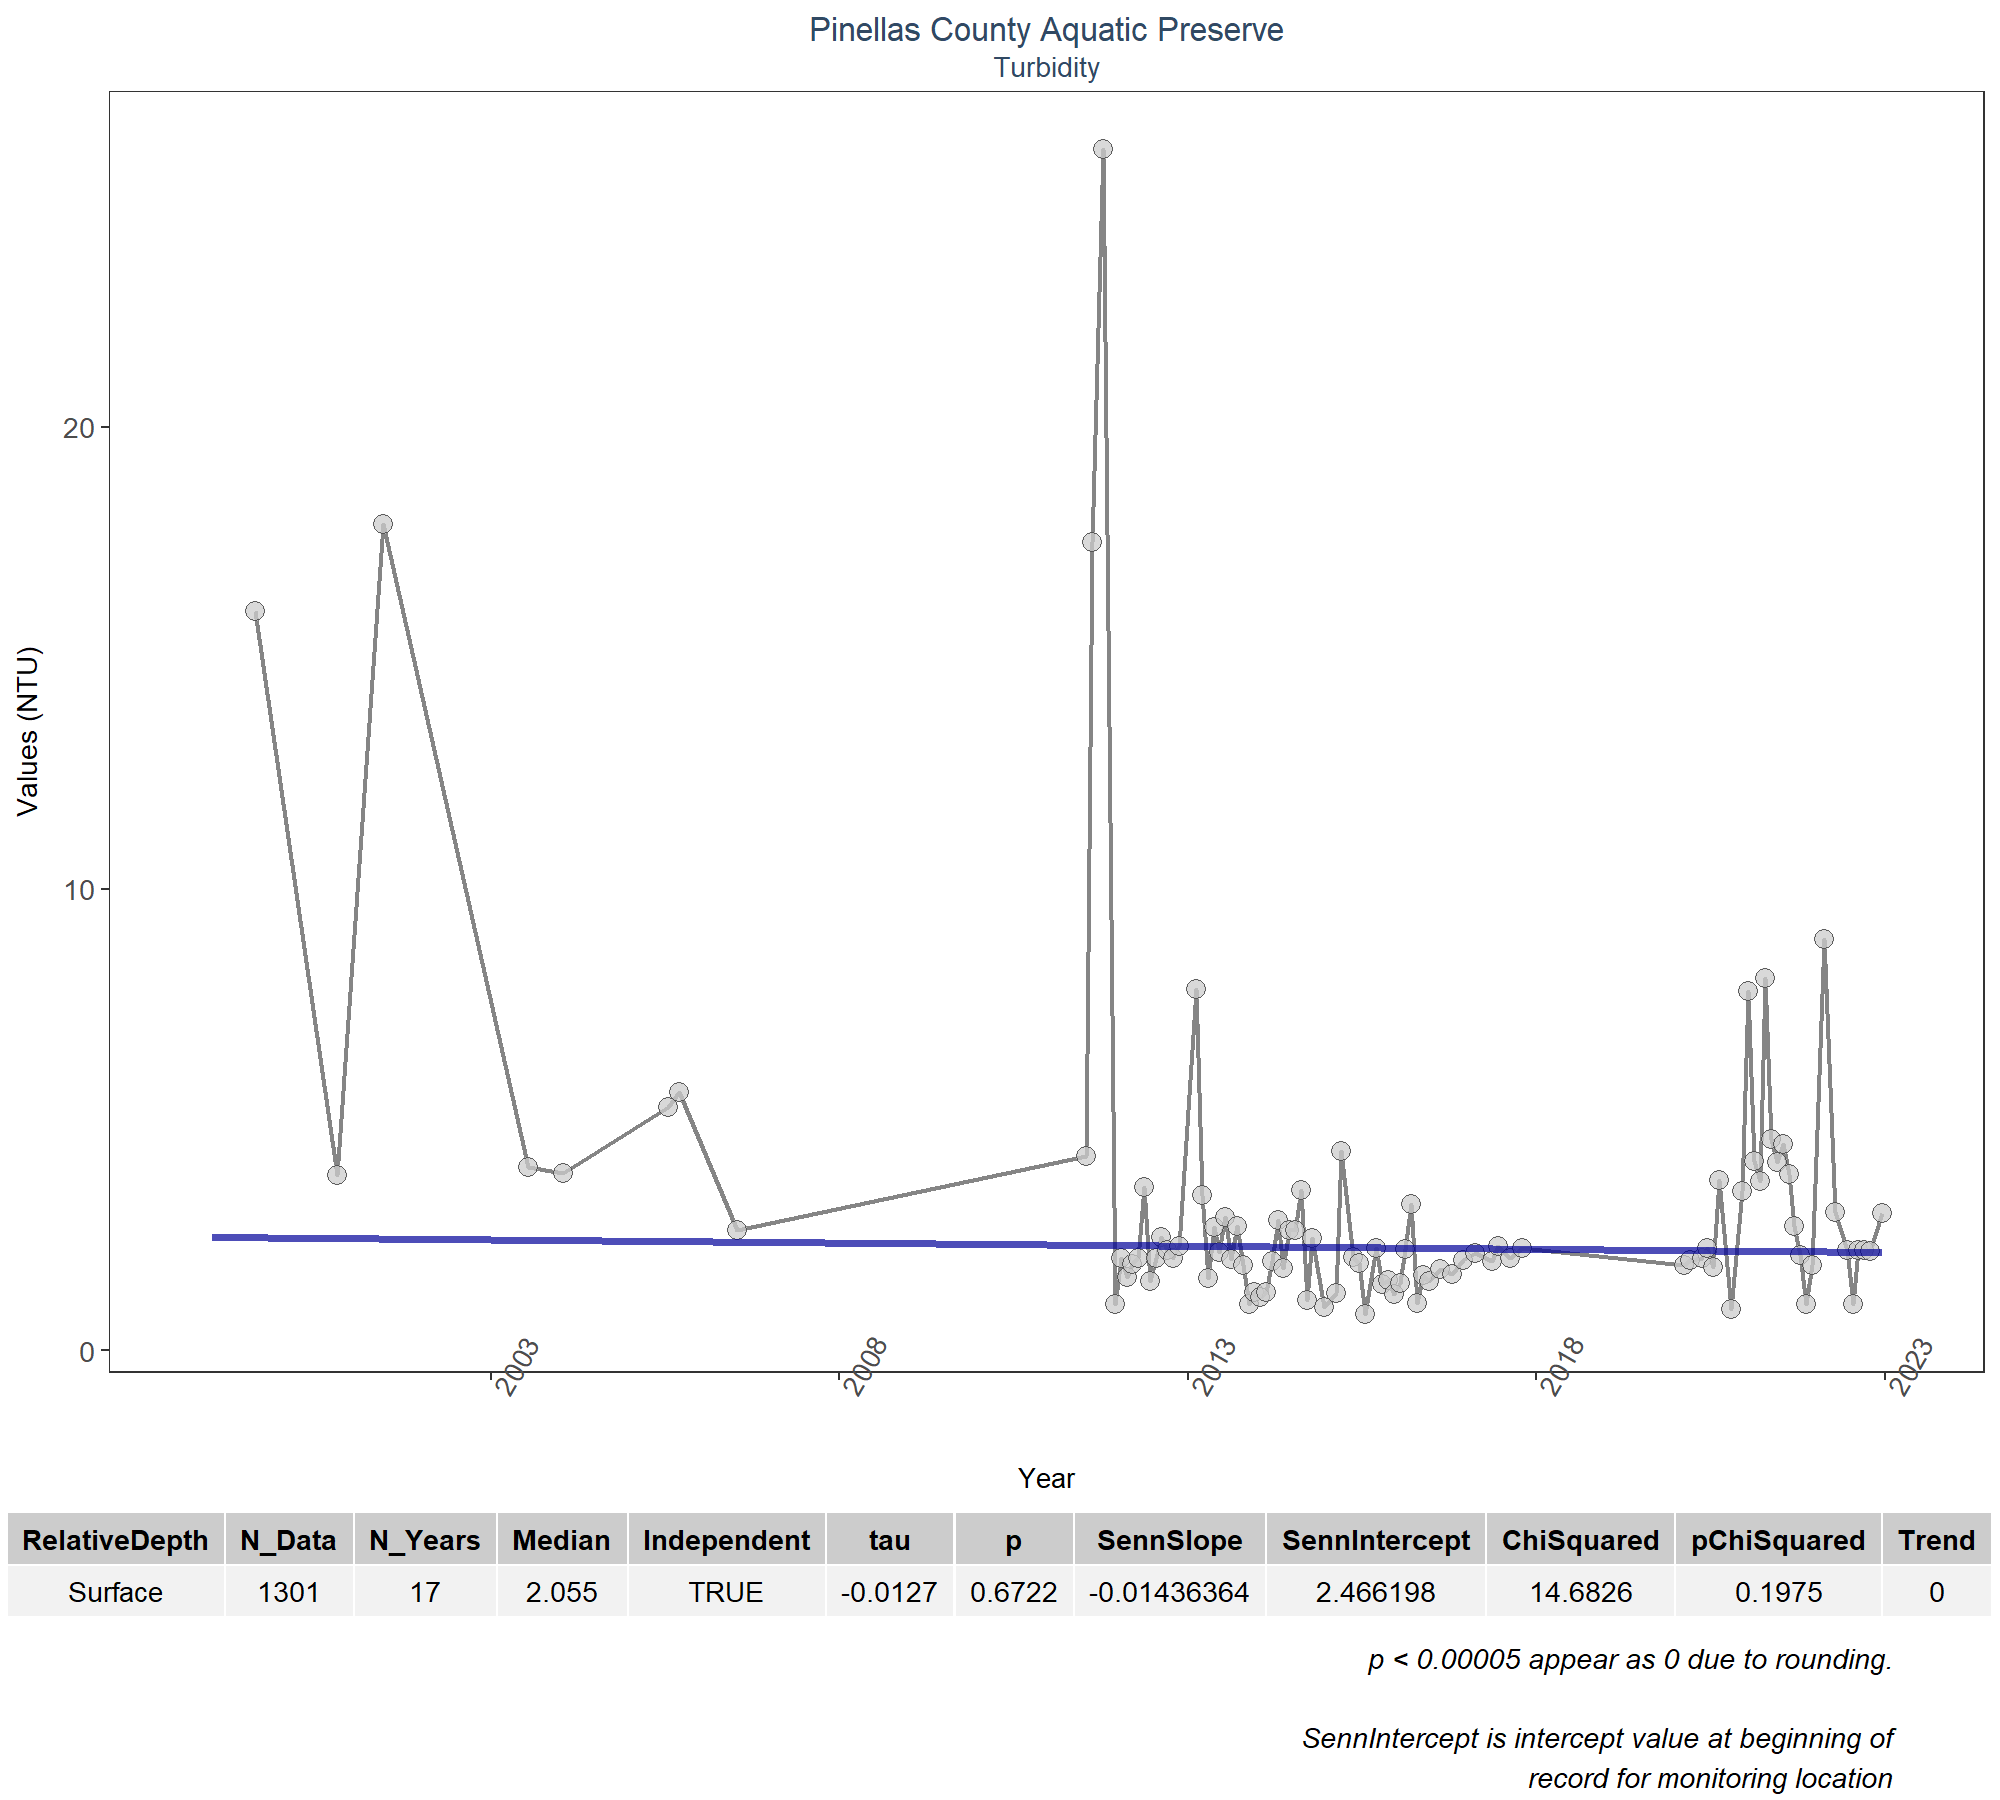 Pinellas County Aquatic Preserve
Turbidity
Values (NTU)
20
10
0
2003
2008
2013
2018
2023
Year
RelativeDepth N_Data N_Years Median Independent tau p SennSlope SennIntercept ChiSquared pChiSquared Trend
Surface 1301 17 2.055 TRUE -0.0127 0.6722 -0.01436364 2.466198 14.6826 0.1975 0
p < 0.00005 appear as 0 due to rounding.
SennIntercept is intercept value at beginning of
record for monitoring location